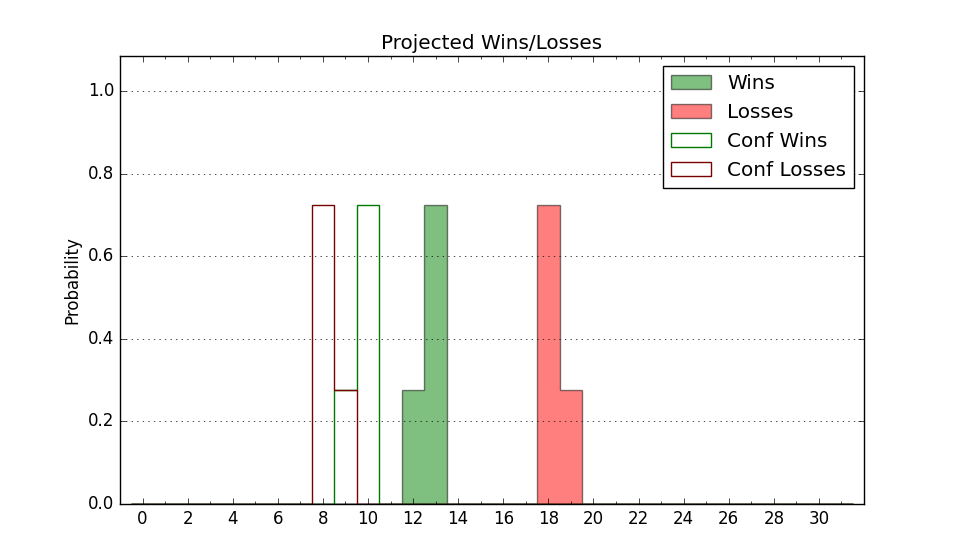 Projected Wins/Losses
Wins
Losses
Conf Wins
Conf Losses
Probability
1.0
0.8
0.6
0.4
0.2
0.0
0 2 4 6 8 10 12 14 16 18 20 22 24 26 28 30